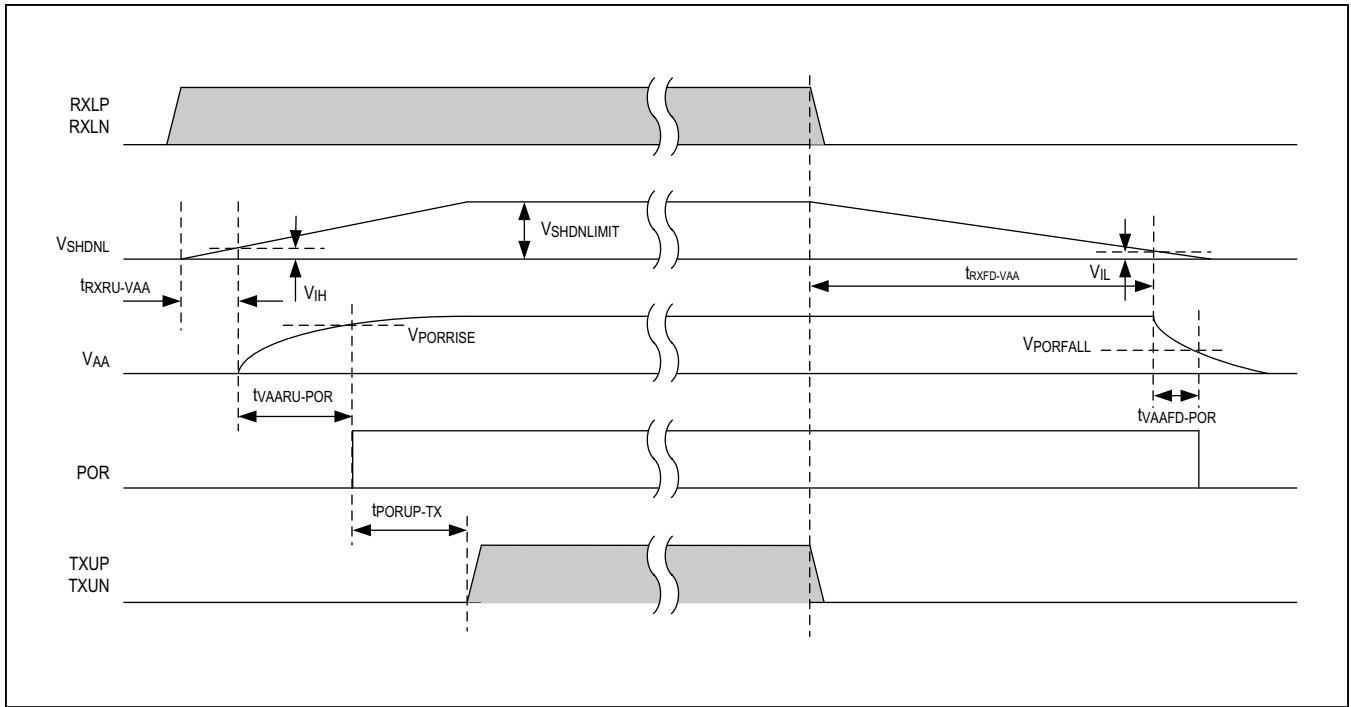 RXLP
RXLN
VSHDNL
VSHDNLIMIT
tRXRU-VAA
VIH
tRXFD-VAA
VIL
VAA
VPORRISE
VPORFALL
tVAARU-POR
tVAAFD-POR
POR
tPORUP-TX
TXUP
TXUN